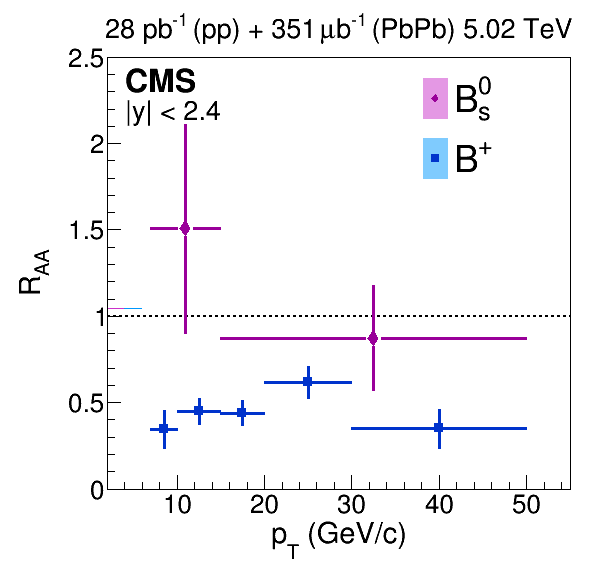 28 pb⁻¹ (pp) + 351 μb⁻¹ (PbPb) 5.02 TeV
CMS
|y| < 2.4
B⁰ₛ
B⁺
R_AA
2.5
2
1.5
1
0.5
0
10 20 30 40 50
p_T (GeV/c)